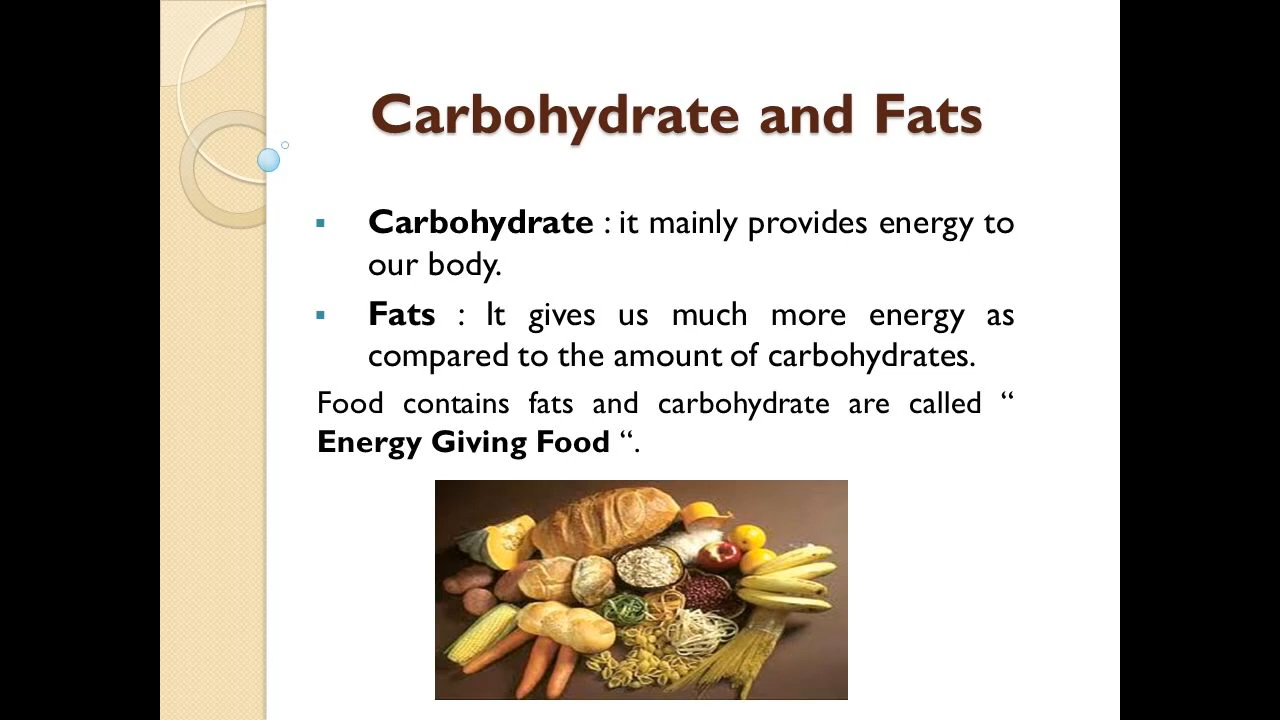 Carbohydrate and Fats
▪ Carbohydrate : it mainly provides energy to
our body.
▪ Fats : It gives us much more energy as
compared to the amount of carbohydrates.
Food contains fats and carbohydrate are called “
Energy Giving Food “.